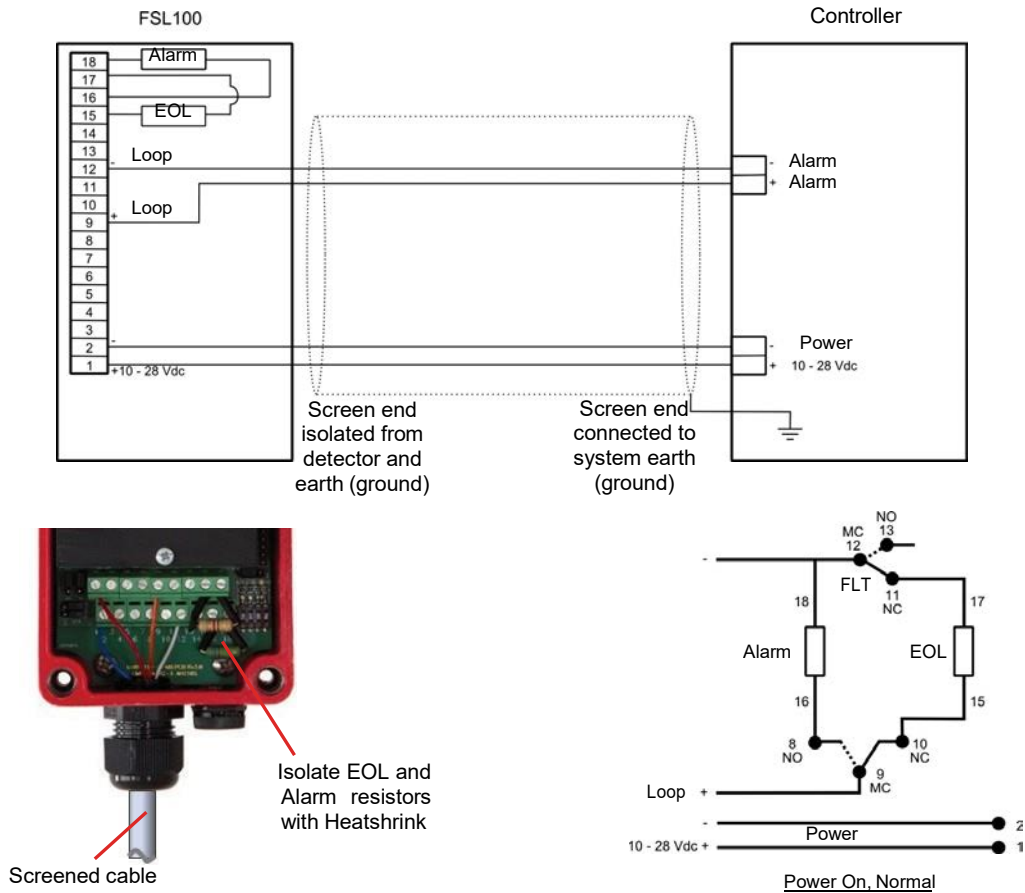 FSL100
Controller
18
17
16
15
14
13
12
11
10
9
8
7
6
5
4
3
2
1
Alarm
EOL
-
Loop
+
Loop
-
+10 - 28 Vdc
- Alarm
+ Alarm
- Power
+ 10 - 28 Vdc
Screen end
isolated from
detector and
earth (ground)
Screen end
connected to
system earth
(ground)
Isolate EOL and
Alarm resistors
with Heatshrink
Screened cable
NO
13
MC
12
-
FLT
11
NC
18
17
Alarm
EOL
16
15
8
NO
10
NC
9
MC
Loop +
- 2
Power
10 - 28 Vdc + 1
Power On, Normal